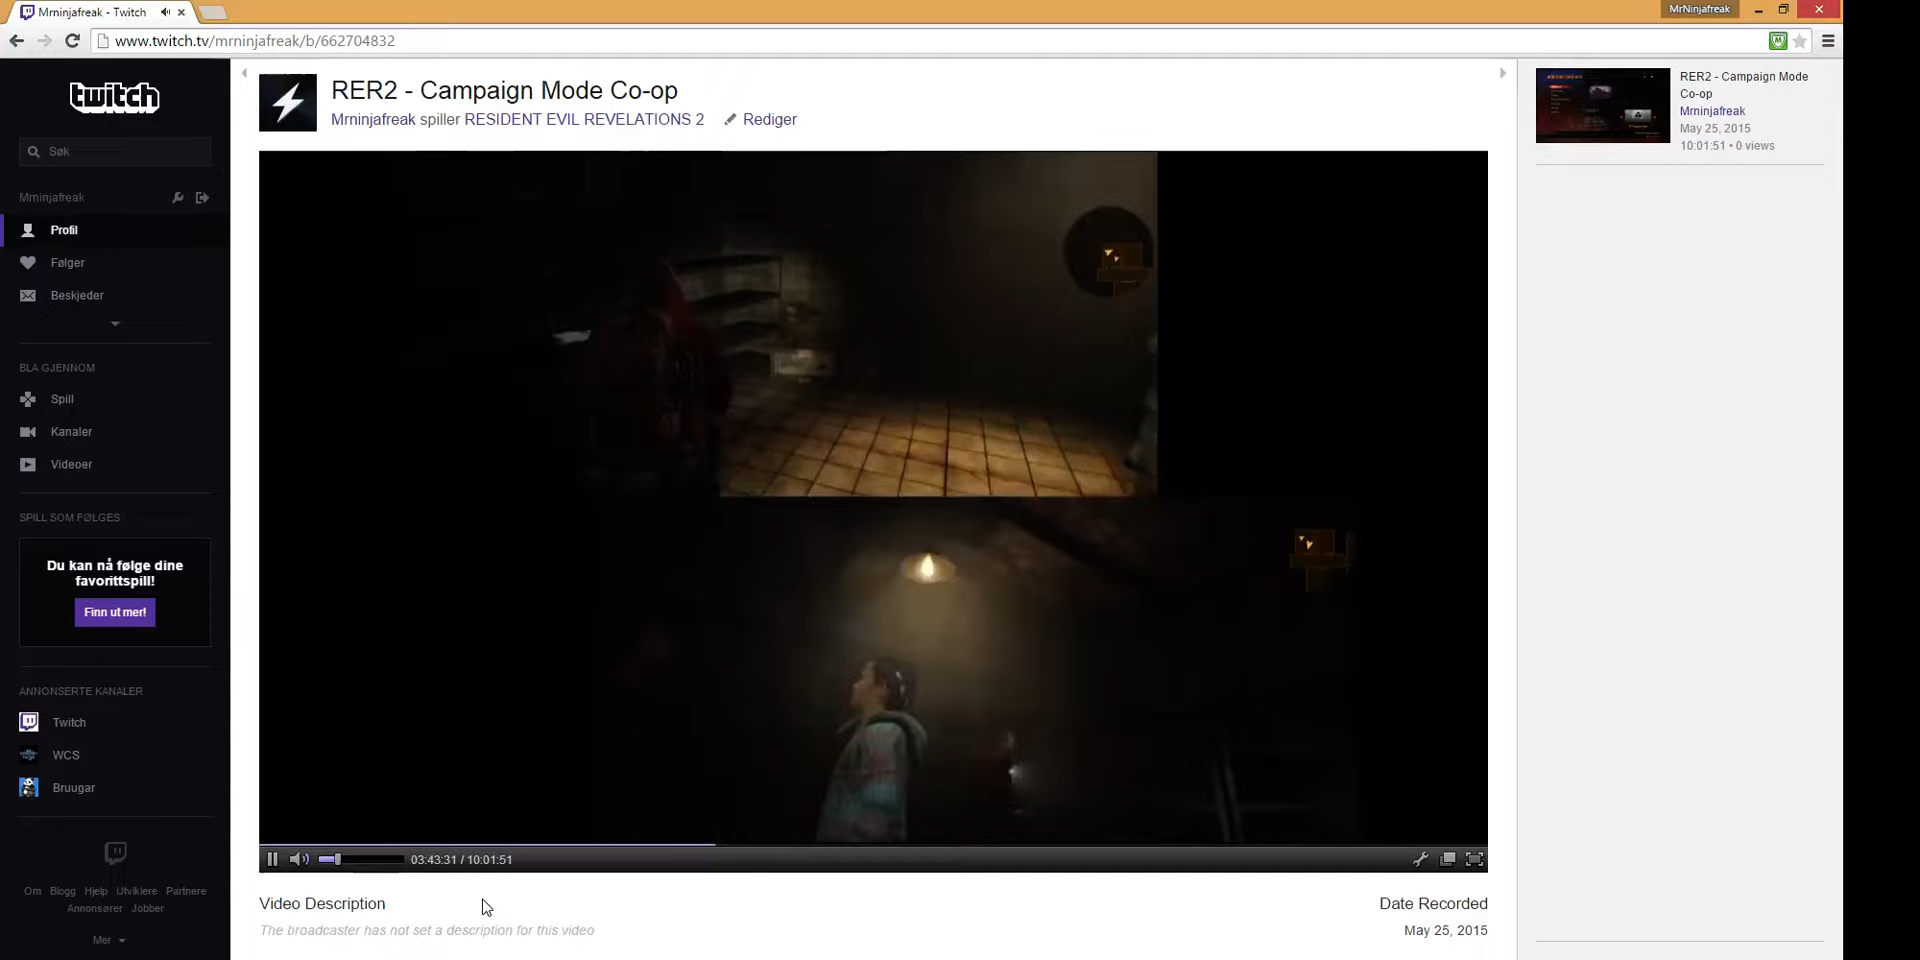 Mrninjafreak - Twitch
MrNinjafreak
www.twitch.tv/mrninjafreak/b/662704832
twitch
Søk
Mrninjafreak
Profil
Følger
Beskjeder
BLA GJENNOM
Spill
Kanaler
Videoer
SPILL SOM FØLGES
Du kan nå følge dine
favorittspill!
Finn ut mer!
ANNONSERTE KANALER
Twitch
WCS
Bruugar
Om Blogg Hjelp Utviklere Partnere
Annonsører Jobber
Mer
RER2 - Campaign Mode Co-op
Mrninjafreak spiller RESIDENT EVIL REVELATIONS 2 Rediger
03:43:31 / 10:01:51
Video Description
The broadcaster has not set a description for this video
Date Recorded
May 25, 2015
RER2 - Campaign Mode
Co-op
Mrninjafreak
May 25, 2015
10:01:51 • 0 views